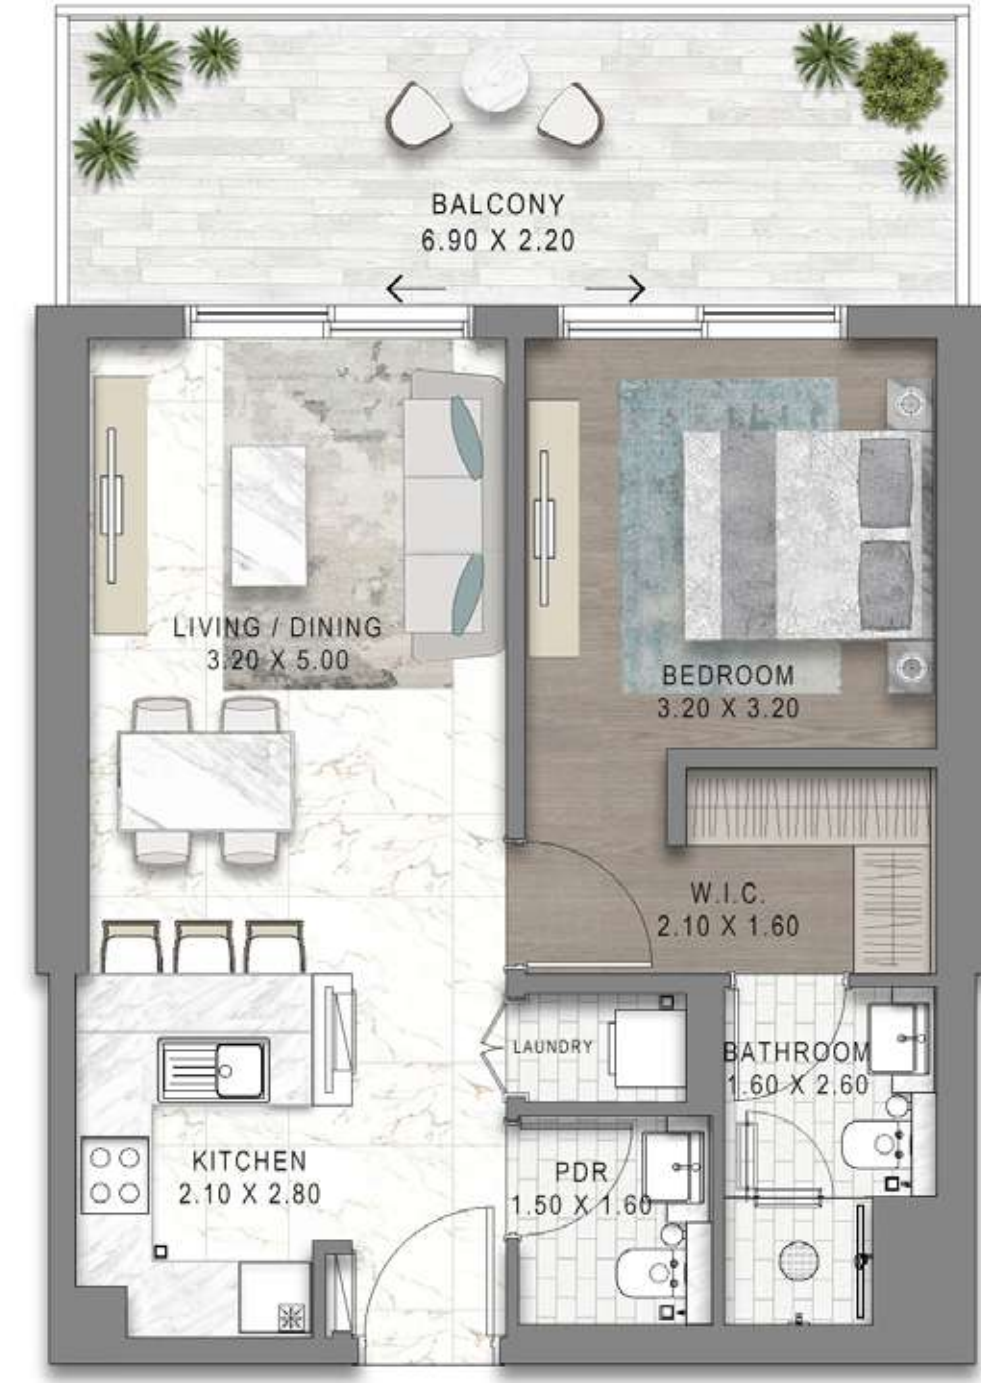 BALCONY
6.90 X 2.20
LIVING / DINING
3.20 X 5.00
BEDROOM
3.20 X 3.20
W.I.C.
2.10 X 1.60
LAUNDRY
BATHROOM
1.60 X 2.60
KITCHEN
2.10 X 2.80
PDR
1.50 X 1.60